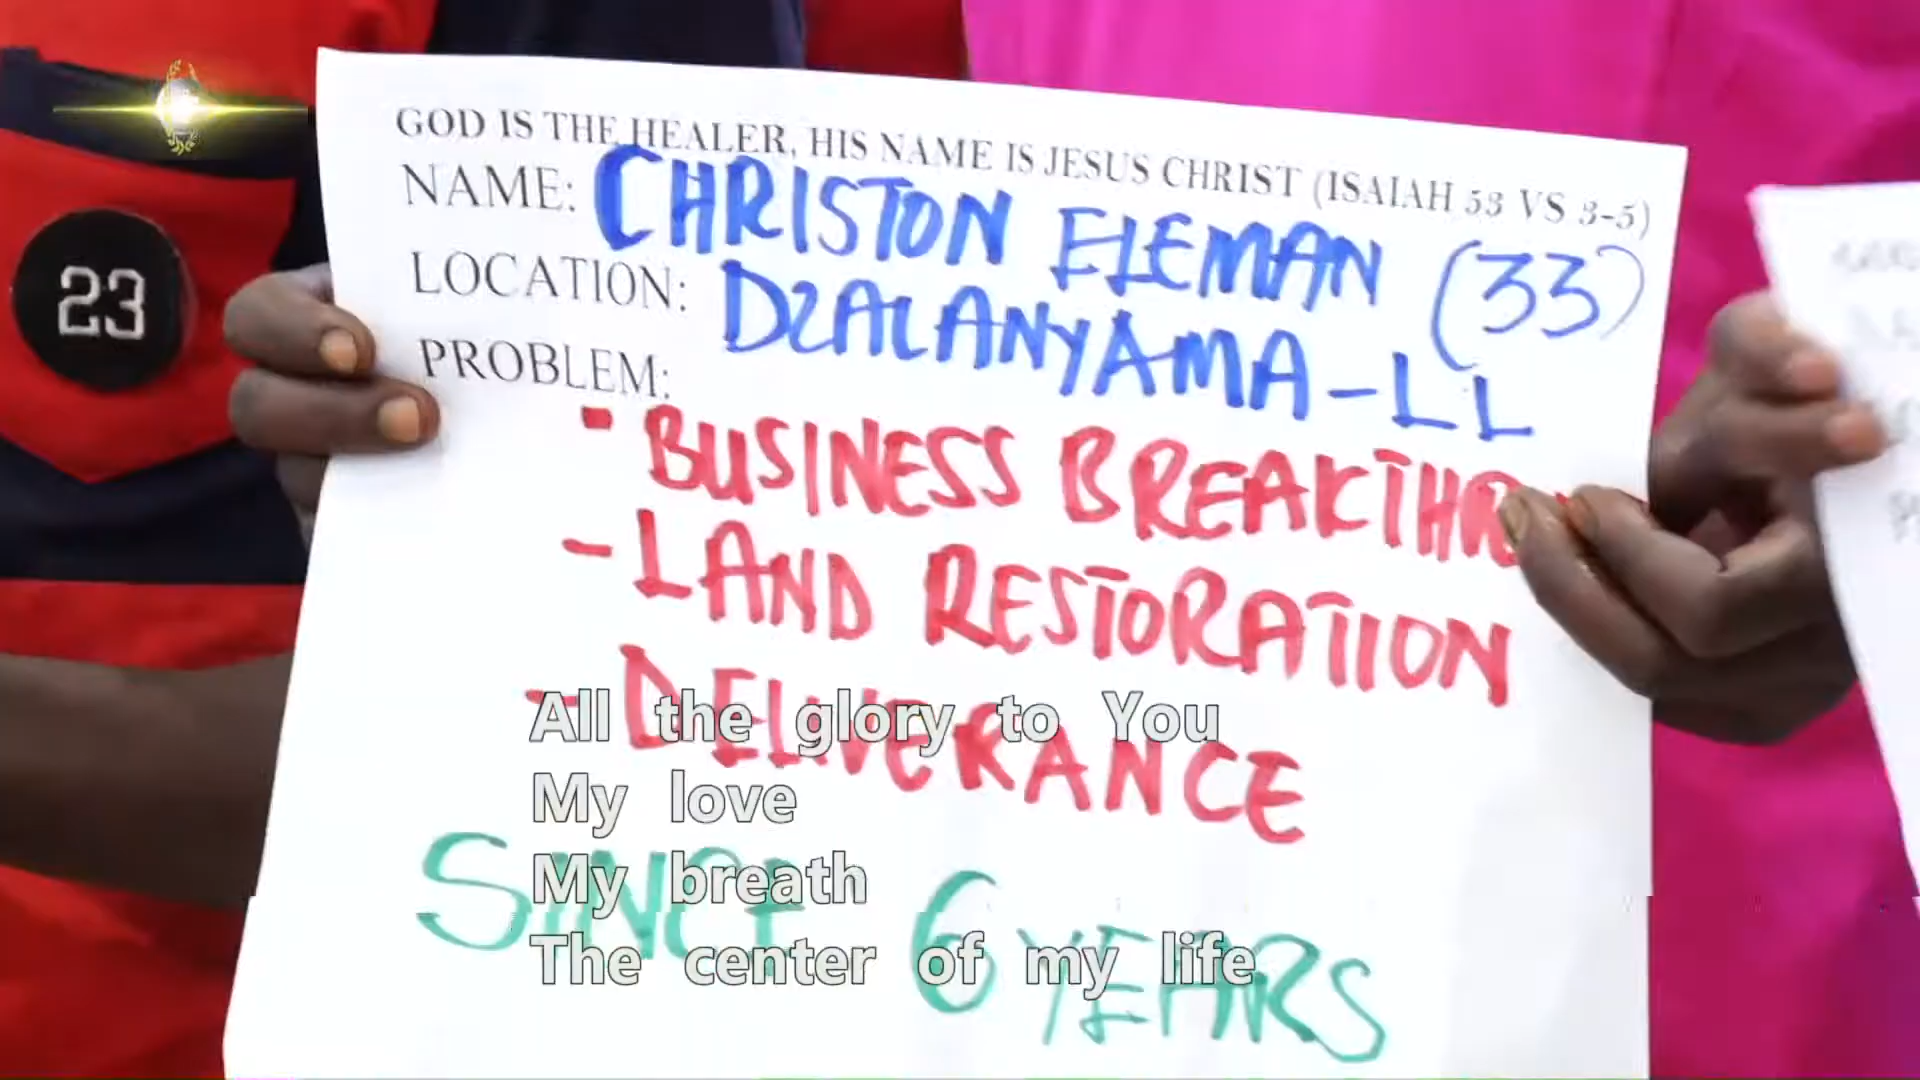 GOD IS THE HEALER, HIS NAME IS JESUS CHRIST (ISAIAH 53 VS 3-5)
NAME: CHRISTON ELEMAN (33)
LOCATION: DZALANYAMA-LL
PROBLEM:
- BUSINESS BREAKTHR
- LAND RESTORATION
- DELIVERANCE
SINCE 6 YEARS
All the glory to You
My love
My breath
The center of my life
23